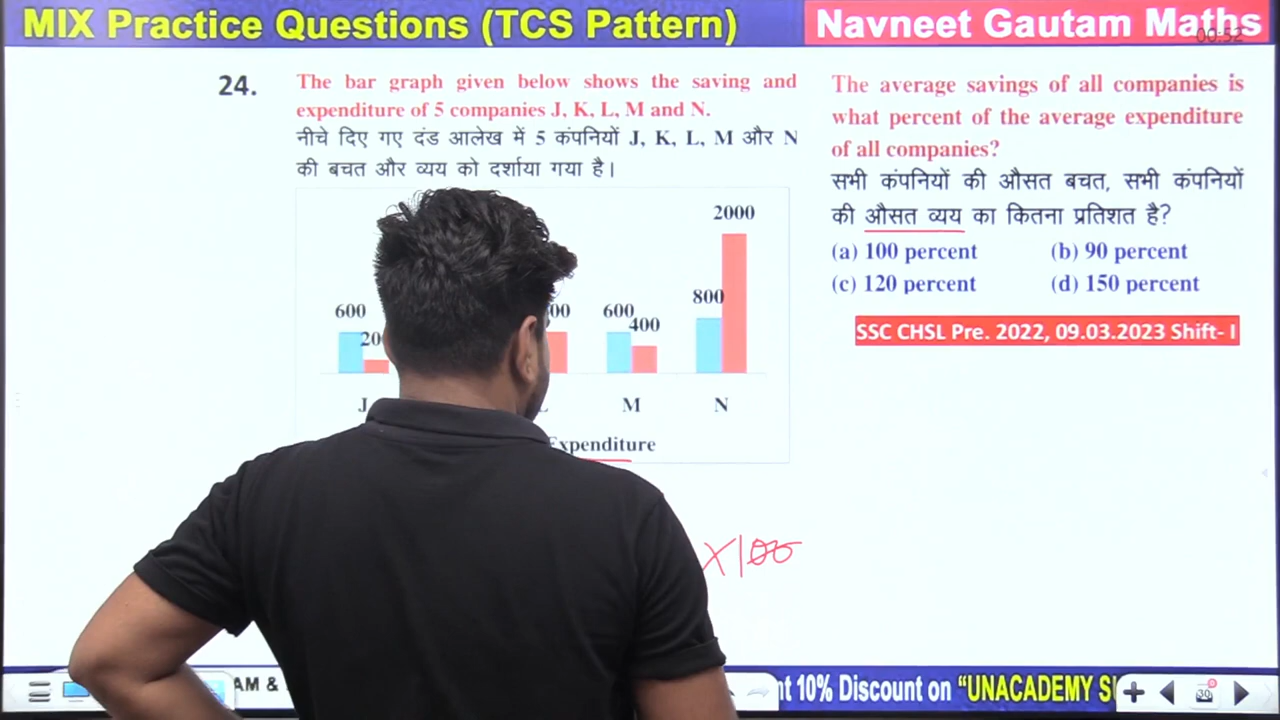 MIX Practice Questions (TCS Pattern)
Navneet Gautam Maths
00:52
24.
The bar graph given below shows the saving and
expenditure of 5 companies J, K, L, M and N.
नीचे दिए गए दंड आलेख में 5 कंपनियों J, K, L, M और N
की बचत और व्यय को दर्शाया गया है।
2000
800
600
600
400
J
M
N
Expenditure
X100
The average savings of all companies is
what percent of the average expenditure
of all companies?
सभी कंपनियों की औसत बचत, सभी कंपनियों
की औसत व्यय का कितना प्रतिशत है?
(a) 100 percent (b) 90 percent
(c) 120 percent (d) 150 percent
SSC CHSL Pre. 2022, 09.03.2023 Shift- I
10% Discount on “UNACADEMY
30